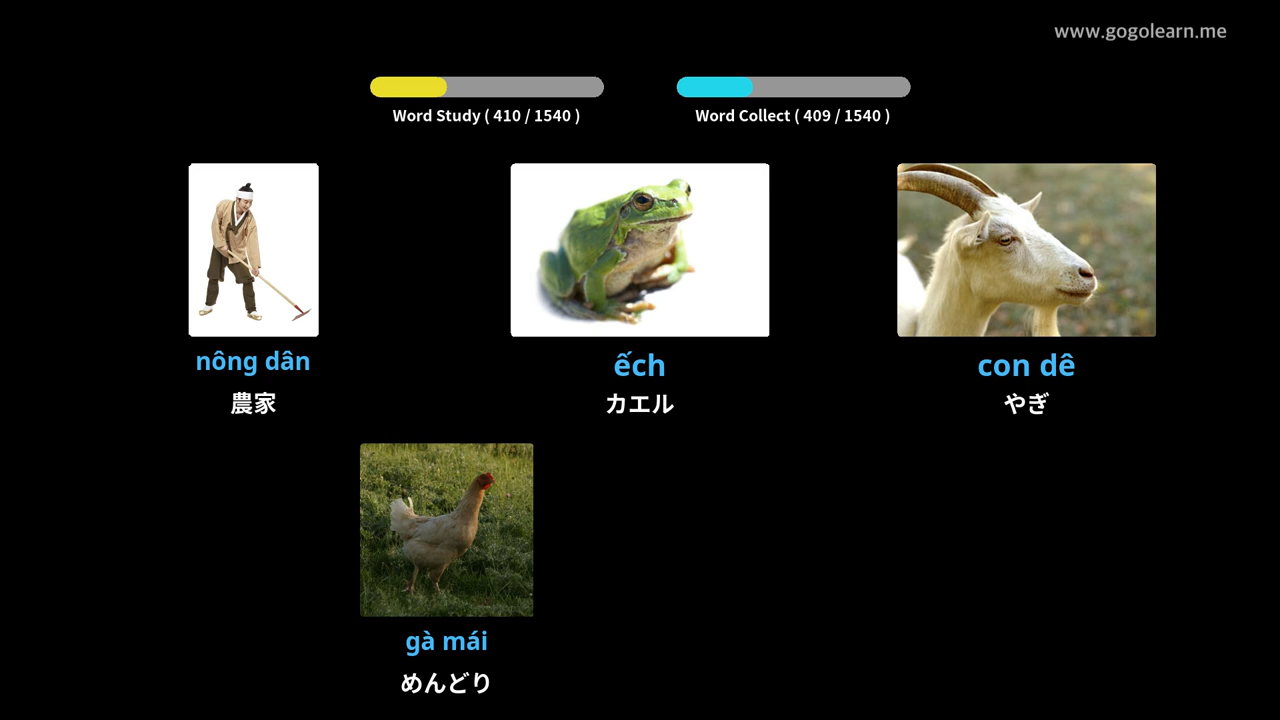 www.gogolearn.me
Word Study ( 410 / 1540 )
Word Collect ( 409 / 1540 )
nông dân
農家
ếch
カエル
con dê
やぎ
gà mái
めんどり